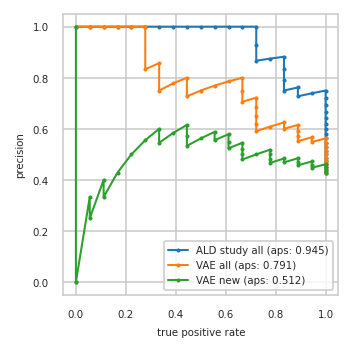 1.0
0.8
0.6
0.4
0.2
0.0
precision
ALD study all (aps: 0.945)
VAE all (aps: 0.791)
VAE new (aps: 0.512)
0.0 0.2 0.4 0.6 0.8 1.0
true positive rate